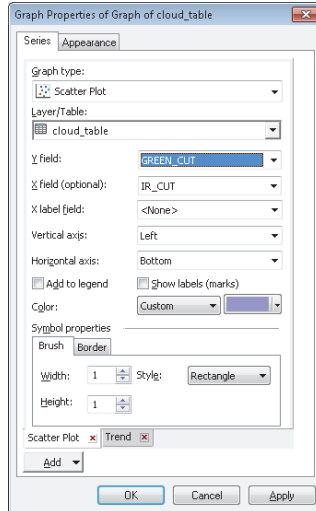 Graph Properties of Graph of cloud_table
Series Appearance
Graph type:
Scatter Plot
Layer/Table:
cloud_table
Y field: GREEN_CUT
X field (optional): IR_CUT
X label field: <None>
Vertical axis: Left
Horizontal axis: Bottom
Add to legend Show labels (marks)
Color: Custom
Symbol properties
Brush Border
Width: 1 Style: Rectangle
Height: 1
Scatter Plot x Trend x
Add
OK Cancel Apply